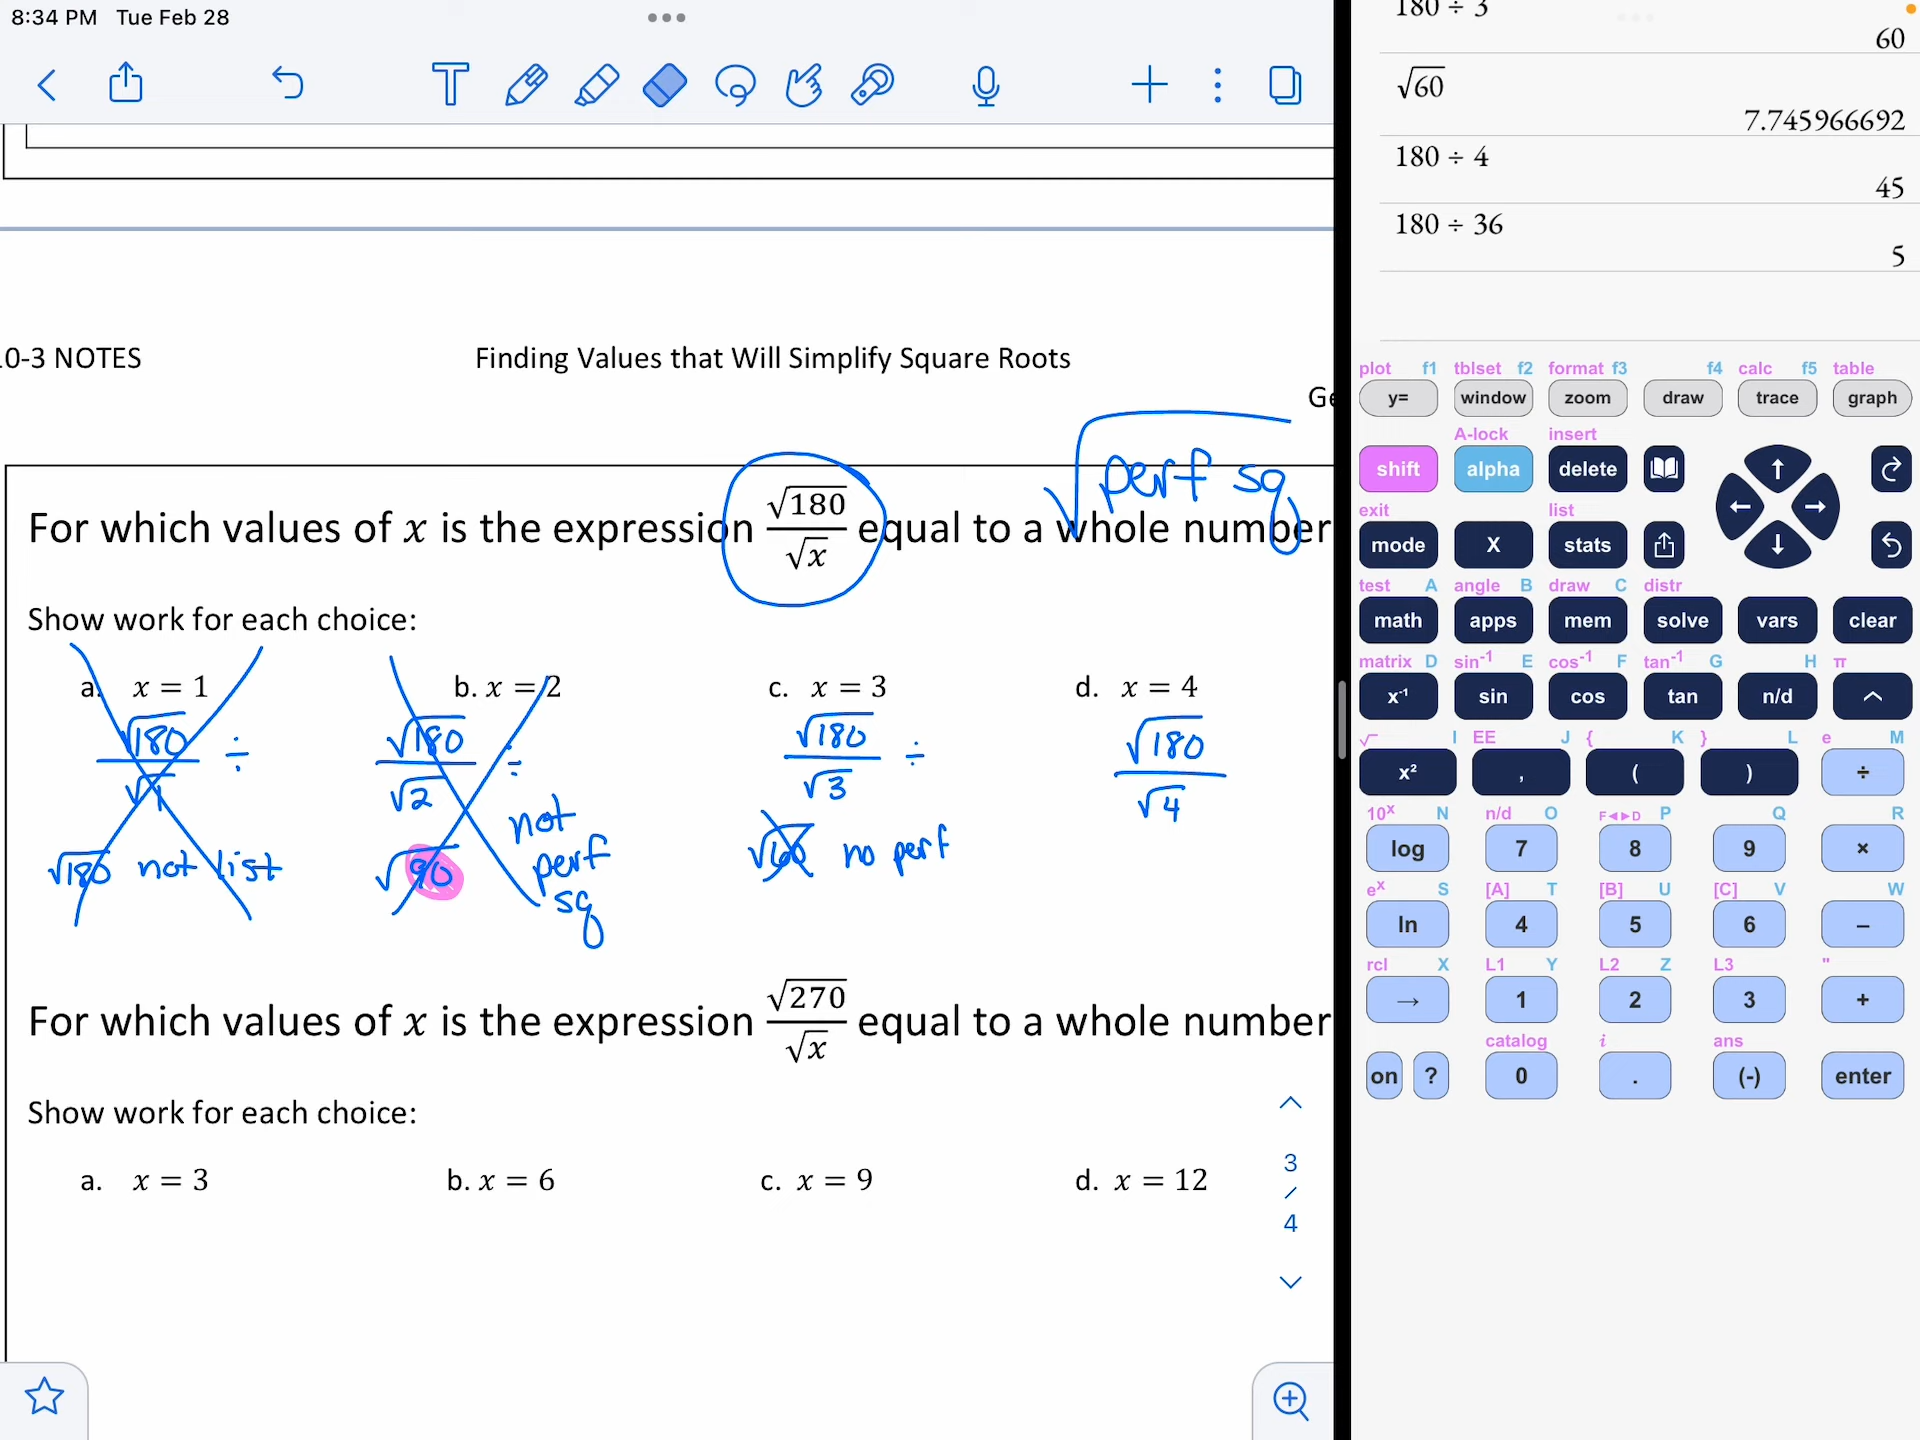 8:34 PM Tue Feb 28
T
.0-3 NOTES
Finding Values that Will Simplify Square Roots
Ge
√perf sq
For which values of x is the expression √180/√x equal to a whole number
Show work for each choice:
a. x = 1
√180/√1 ÷
√180 not list
b. x = 2
√180/√2 ÷
√90 not perf sq
c. x = 3
√180/√3 ÷
√60 no perf
d. x = 4
√180/√4
For which values of x is the expression √270/√x equal to a whole number
Show work for each choice:
a. x = 3
b. x = 6
c. x = 9
d. x = 12
3
/
4
180 ÷ 3
60
√60
7.745966692
180 ÷ 4
45
180 ÷ 36
5
plot f1 tblset f2 format f3 f4 calc f5 table
y= window zoom draw trace graph
A-lock insert
shift alpha delete
exit list
mode X stats
test A angle B draw C distr
math apps mem solve vars clear
matrix D sin-1 E cos-1 F tan-1 G H π
x-1 sin cos tan n/d ^
√ I EE J { K } L e M
x² , ( ) ÷
10x N n/d O F◄►D P Q R
log 7 8 9 ×
ex S [A] T [B] U [C] V W
ln 4 5 6 −
rcl X L1 Y L2 Z L3 "
→ 1 2 3 +
catalog i ans
on ? 0 . (-) enter